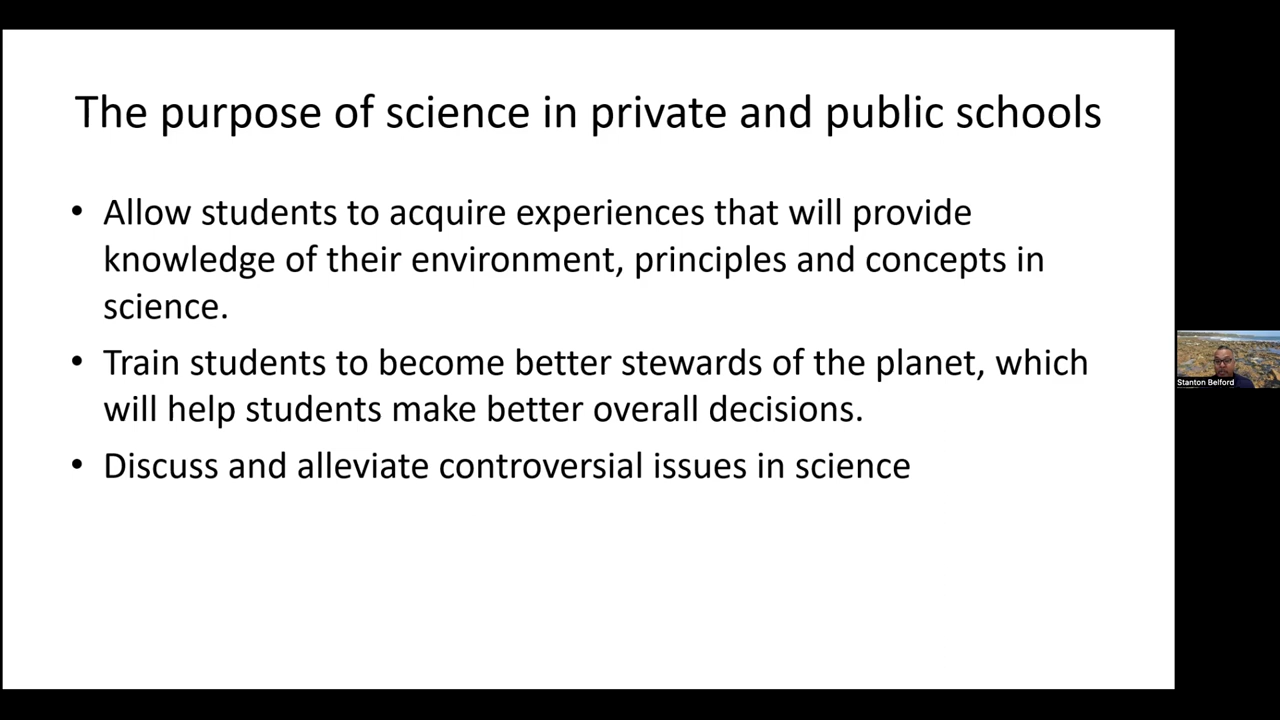 The purpose of science in private and public schools
• Allow students to acquire experiences that will provide
knowledge of their environment, principles and concepts in
science.
• Train students to become better stewards of the planet, which
will help students make better overall decisions.
• Discuss and alleviate controversial issues in science
Stanton Belford